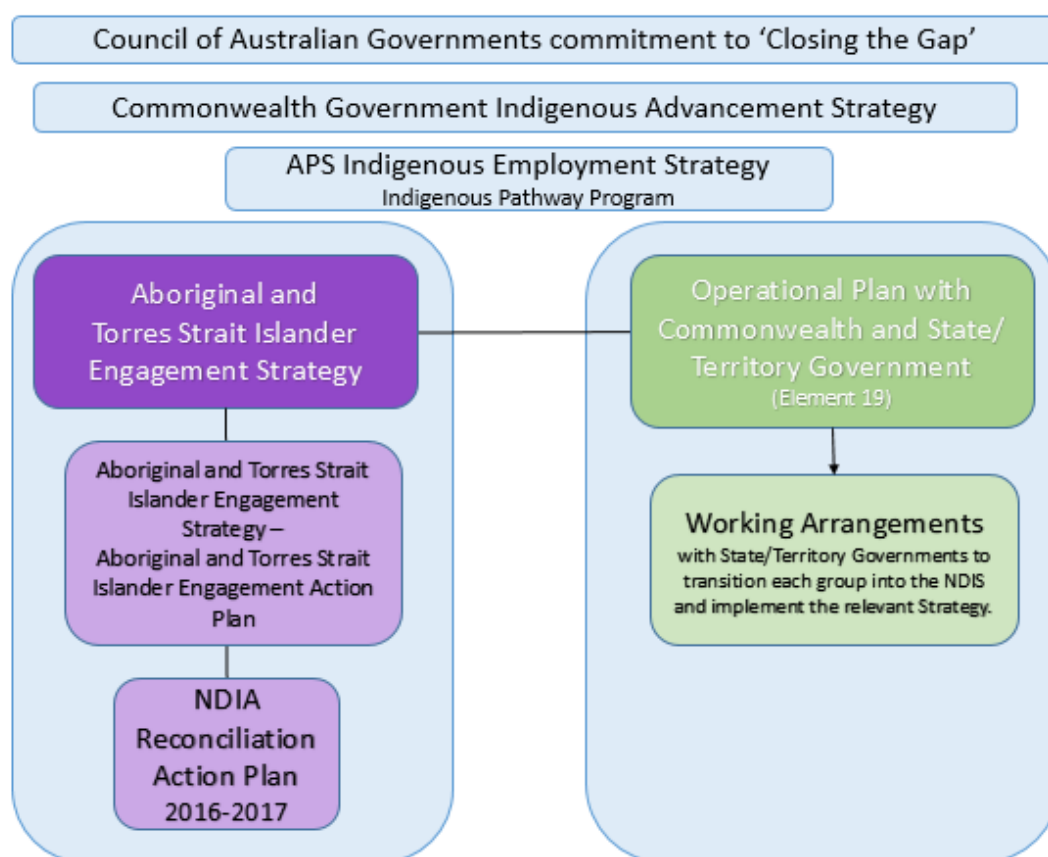 Council of Australian Governments commitment to ‘Closing the Gap’
Commonwealth Government Indigenous Advancement Strategy
APS Indigenous Employment Strategy
Indigenous Pathway Program
Aboriginal and
Torres Strait Islander
Engagement Strategy
Aboriginal and Torres Strait
Islander Engagement
Strategy –
Aboriginal and Torres Strait
Islander Engagement Action
Plan
NDIA
Reconciliation
Action Plan
2016-2017
Operational Plan with
Commonwealth and State/
Territory Government
(Element 19)
Working Arrangements
with State/Territory Governments to
transition each group into the NDIS
and implement the relevant Strategy.